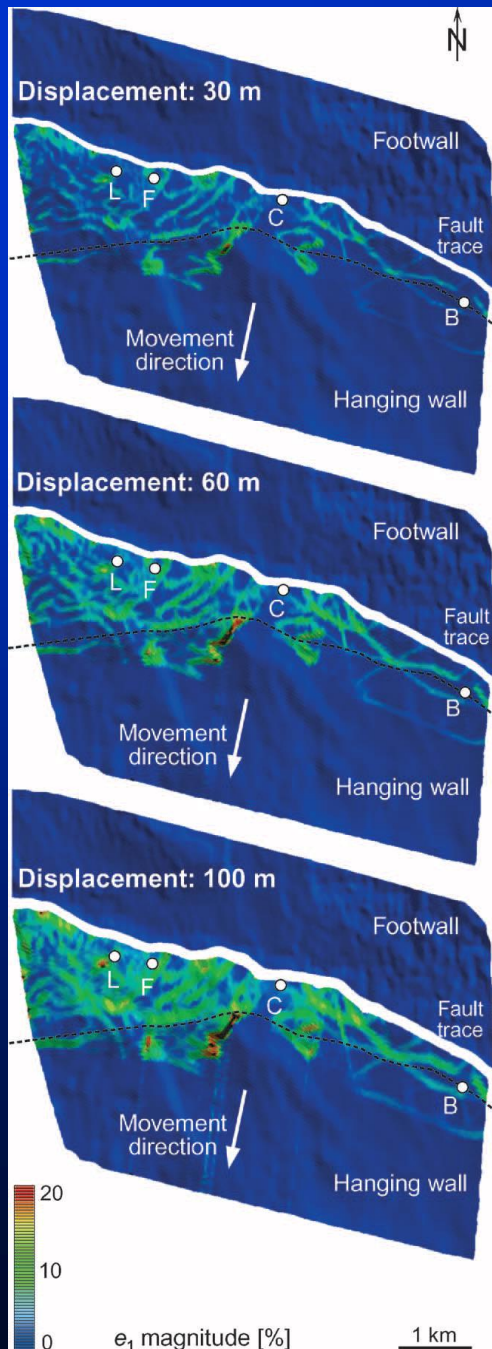 N
Displacement: 30 m
Footwall
L
F
C
Fault
trace
B
Movement
direction
Hanging wall
Displacement: 60 m
Footwall
L
F
C
Fault
trace
B
Movement
direction
Hanging wall
Displacement: 100 m
Footwall
L
F
C
Fault
trace
B
Movement
direction
Hanging wall
20
10
0
e1 magnitude [%]
1 km